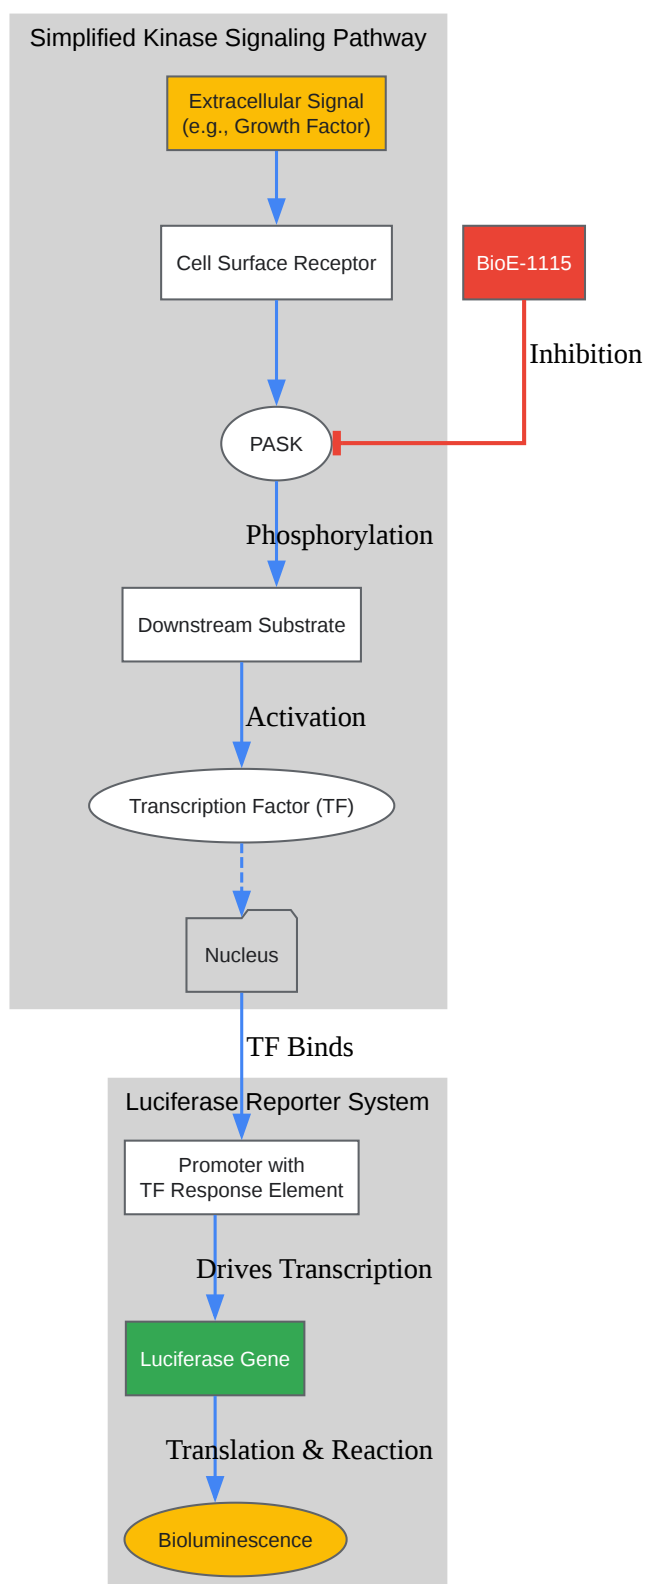 Simplified Kinase Signaling Pathway
Extracellular Signal
(e.g., Growth Factor)
Cell Surface Receptor
BioE-1115
Inhibition
PASK
Phosphorylation
Downstream Substrate
Activation
Transcription Factor (TF)
Nucleus
TF Binds
Luciferase Reporter System
Promoter with
TF Response Element
Drives Transcription
Luciferase Gene
Translation & Reaction
Bioluminescence